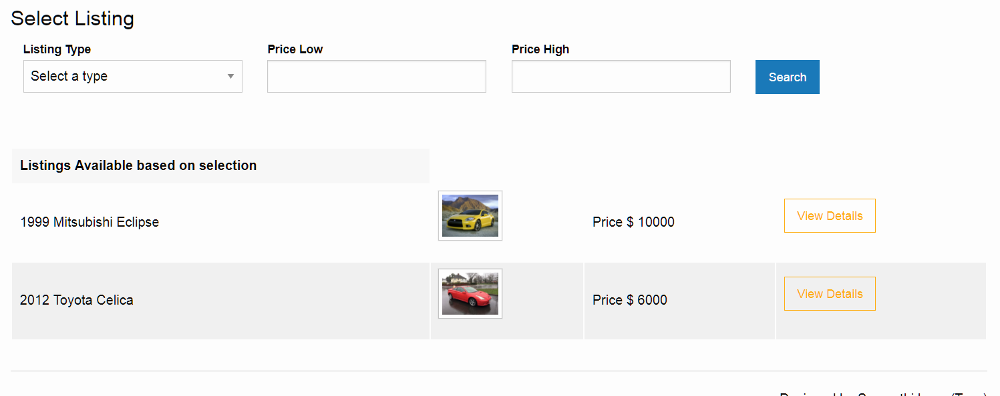 Select Listing
Listing Type Price Low Price High
Select a type Search
Listings Available based on selection
1999 Mitsubishi Eclipse Price $ 10000 View Details
2012 Toyota Celica Price $ 6000 View Details